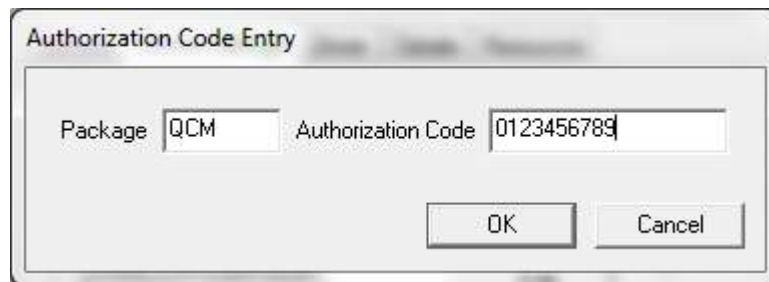 Authorization Code Entry
Package QCM Authorization Code 0123456789
OK Cancel